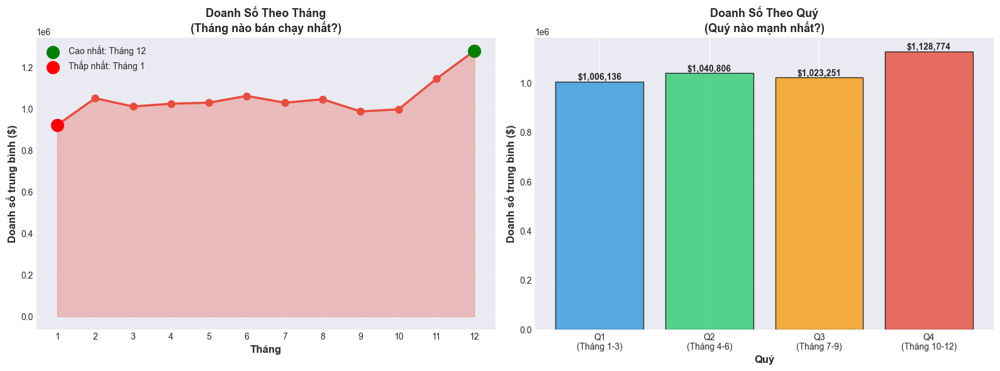 Doanh Số Theo Tháng
(Tháng nào bán chạy nhất?)
1e6
Cao nhất: Tháng 12
Thấp nhất: Tháng 1
1.2
1.0
0.8
0.6
0.4
0.2
0.0
Doanh số trung bình ($)
1 2 3 4 5 6 7 8 9 10 11 12
Tháng
Doanh Số Theo Quý
(Quý nào mạnh nhất?)
1e6
$1,006,136
$1,040,806
$1,023,251
$1,128,774
1.0
0.8
0.6
0.4
0.2
0.0
Doanh số trung bình ($)
Q1
(Tháng 1-3)
Q2
(Tháng 4-6)
Q3
(Tháng 7-9)
Q4
(Tháng 10-12)
Quý